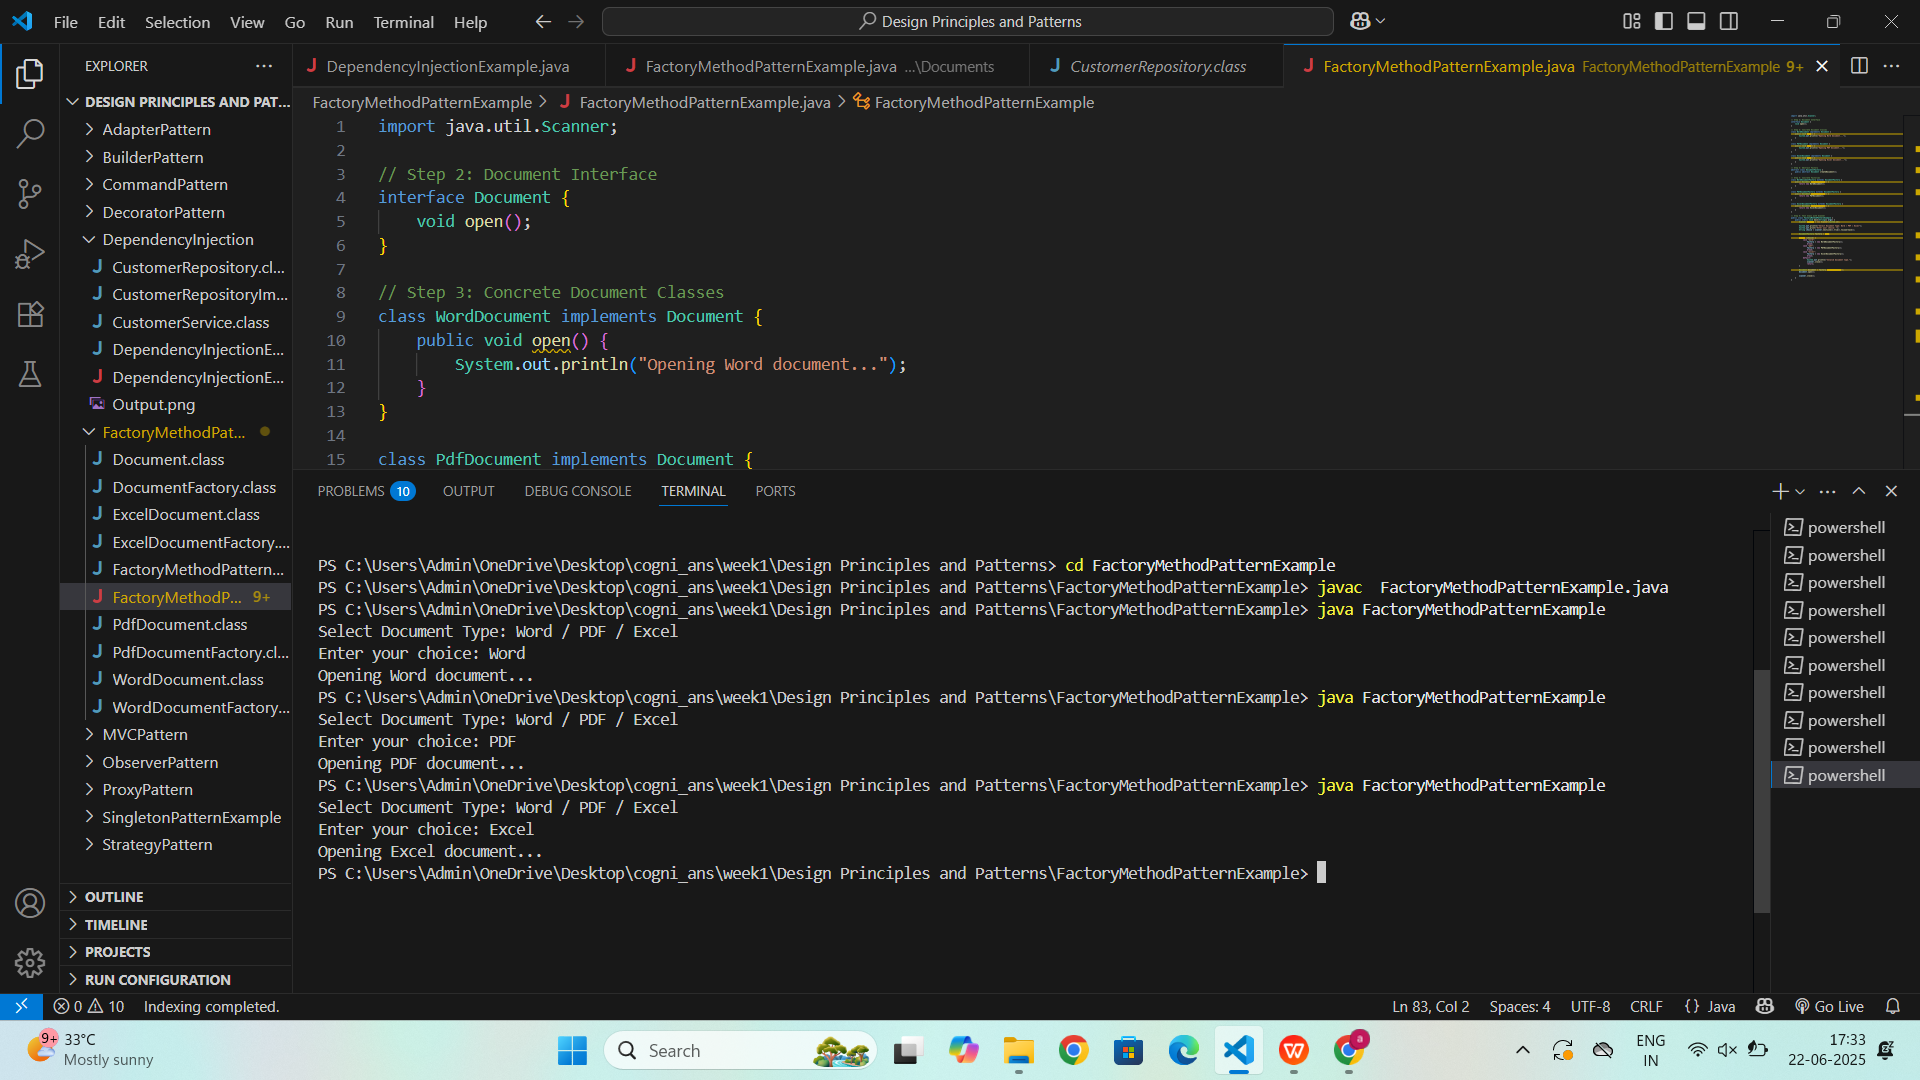 File Edit Selection View Go Run Terminal Help
Design Principles and Patterns
EXPLORER
DESIGN PRINCIPLES AND PAT...
AdapterPattern
BuilderPattern
CommandPattern
DecoratorPattern
DependencyInjection
CustomerRepository.cl...
CustomerRepositoryIm...
CustomerService.class
DependencyInjectionE...
DependencyInjectionE...
Output.png
FactoryMethodPat...
Document.class
DocumentFactory.class
ExcelDocument.class
ExcelDocumentFactory....
FactoryMethodPattern...
FactoryMethodP... 9+
PdfDocument.class
PdfDocumentFactory.cl...
WordDocument.class
WordDocumentFactory...
MVCPattern
ObserverPattern
ProxyPattern
SingletonPatternExample
StrategyPattern
OUTLINE
TIMELINE
PROJECTS
RUN CONFIGURATION
DependencyInjectionExample.java
FactoryMethodPatternExample.java ...\Documents
CustomerRepository.class
FactoryMethodPatternExample.java FactoryMethodPatternExample 9+
FactoryMethodPatternExample > FactoryMethodPatternExample.java > FactoryMethodPatternExample
1 import java.util.Scanner;
2
3 // Step 2: Document Interface
4 interface Document {
5 void open();
6 }
7
8 // Step 3: Concrete Document Classes
9 class WordDocument implements Document {
10 public void open() {
11 System.out.println("Opening Word document...");
12 }
13 }
14
15 class PdfDocument implements Document {
PROBLEMS 10 OUTPUT DEBUG CONSOLE TERMINAL PORTS
PS C:\Users\Admin\OneDrive\Desktop\cogni_ans\week1\Design Principles and Patterns> cd FactoryMethodPatternExample
PS C:\Users\Admin\OneDrive\Desktop\cogni_ans\week1\Design Principles and Patterns\FactoryMethodPatternExample> javac  FactoryMethodPatternExample.java
PS C:\Users\Admin\OneDrive\Desktop\cogni_ans\week1\Design Principles and Patterns\FactoryMethodPatternExample> java FactoryMethodPatternExample
Select Document Type: Word / PDF / Excel
Enter your choice: Word
Opening Word document...
PS C:\Users\Admin\OneDrive\Desktop\cogni_ans\week1\Design Principles and Patterns\FactoryMethodPatternExample> java FactoryMethodPatternExample
Select Document Type: Word / PDF / Excel
Enter your choice: PDF
Opening PDF document...
PS C:\Users\Admin\OneDrive\Desktop\cogni_ans\week1\Design Principles and Patterns\FactoryMethodPatternExample> java FactoryMethodPatternExample
Select Document Type: Word / PDF / Excel
Enter your choice: Excel
Opening Excel document...
PS C:\Users\Admin\OneDrive\Desktop\cogni_ans\week1\Design Principles and Patterns\FactoryMethodPatternExample>
powershell
powershell
powershell
powershell
powershell
powershell
powershell
powershell
powershell
powershell
0 10 Indexing completed.
Ln 83, Col 2 Spaces: 4 UTF-8 CRLF {} Java Go Live
9+ 33°C
Mostly sunny
Search
ENG
IN
17:33
22-06-2025